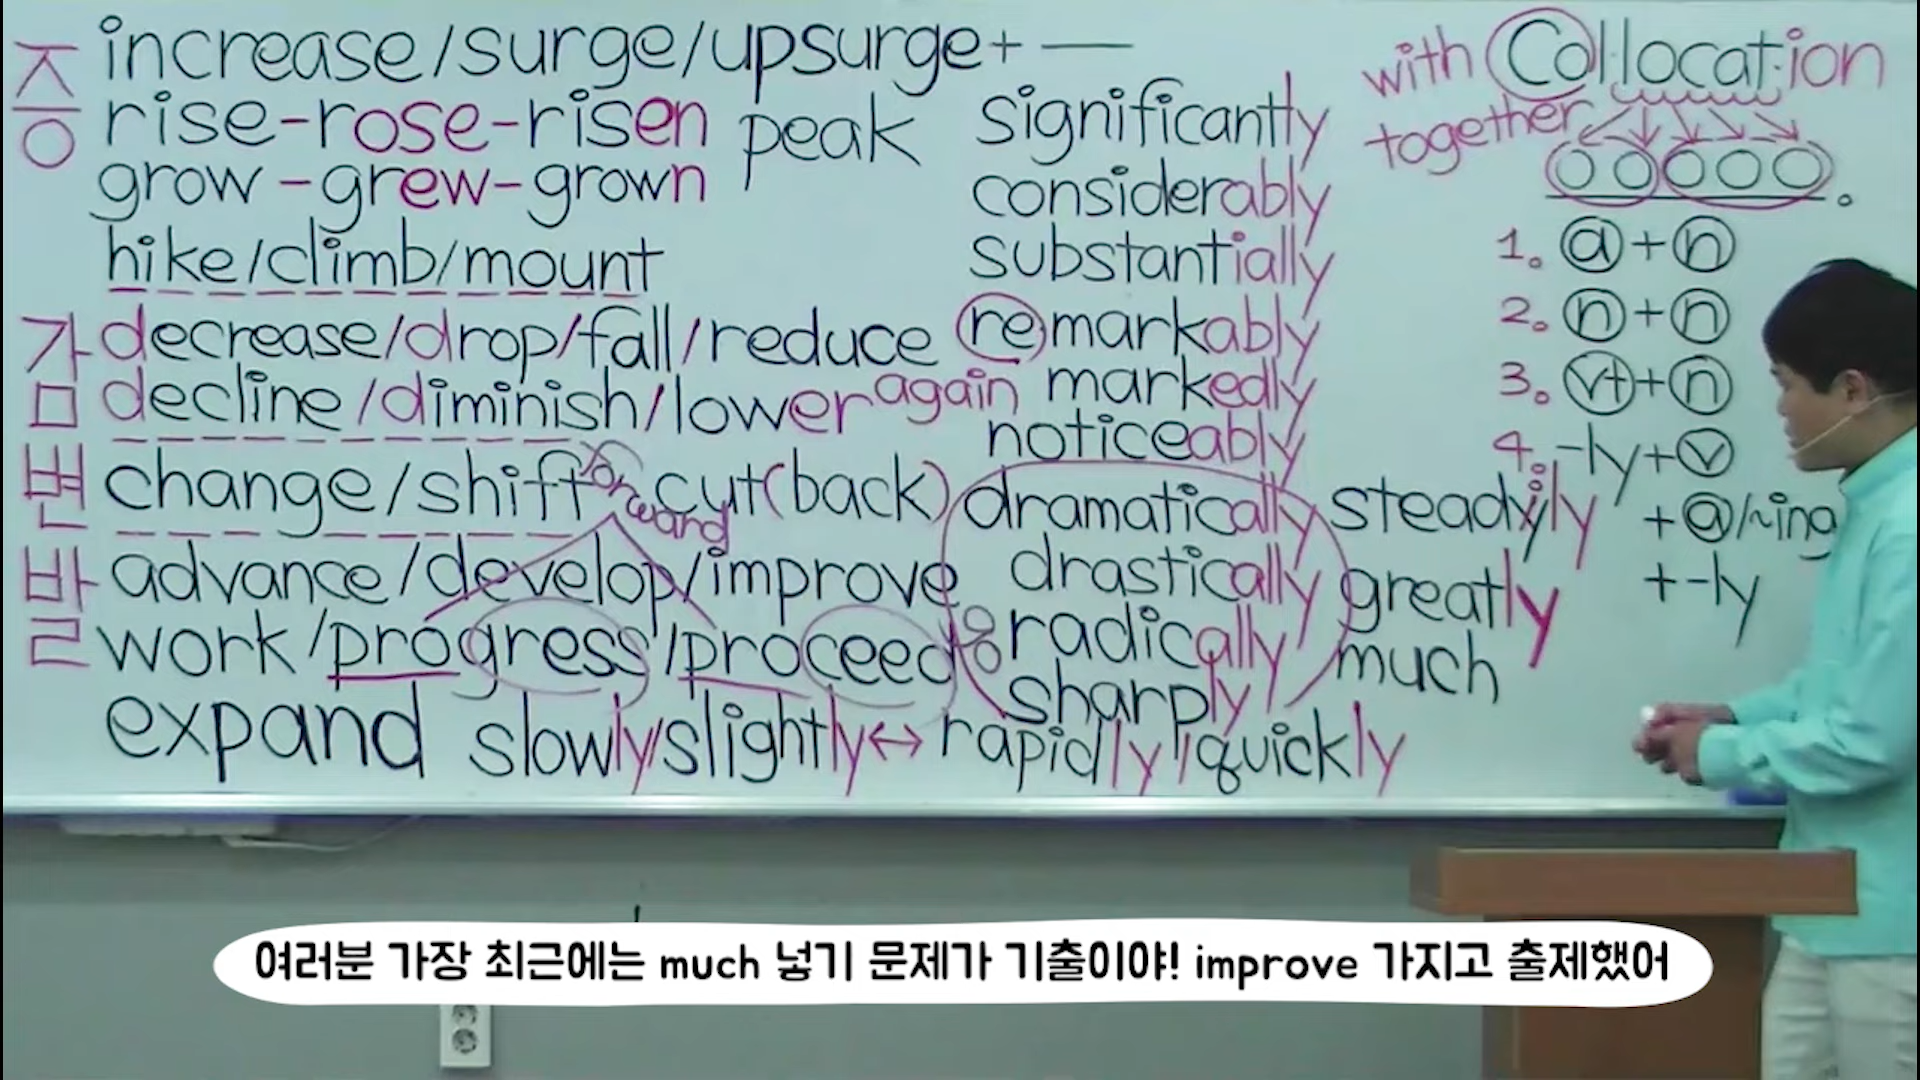 증 increase/surge/upsurge+ —
rise-rose-risen peak
grow-grew-grown
hike/climb/mount
감 decrease/drop/fall/reduce
decline/diminish/lower again
변 change/shift forward cut(back)
발 advance/develop/improve
work/progress/proceed
expand slowly/slightly↔rapidly/quickly
significantly
considerably
substantially
remarkably
markedly
noticeably
dramatically
drastically
radically
sharply
steadyily
greatly
much
with Collocation
together
○○○○○.
1. ⓐ+ⓝ
2. ⓝ+ⓝ
3. vt+ⓝ
4. -ly+ⓥ
+ⓐ/~ing
+-ly
여러분 가장 최근에는 much 넣기 문제가 기출이야! improve 가지고 출제했어